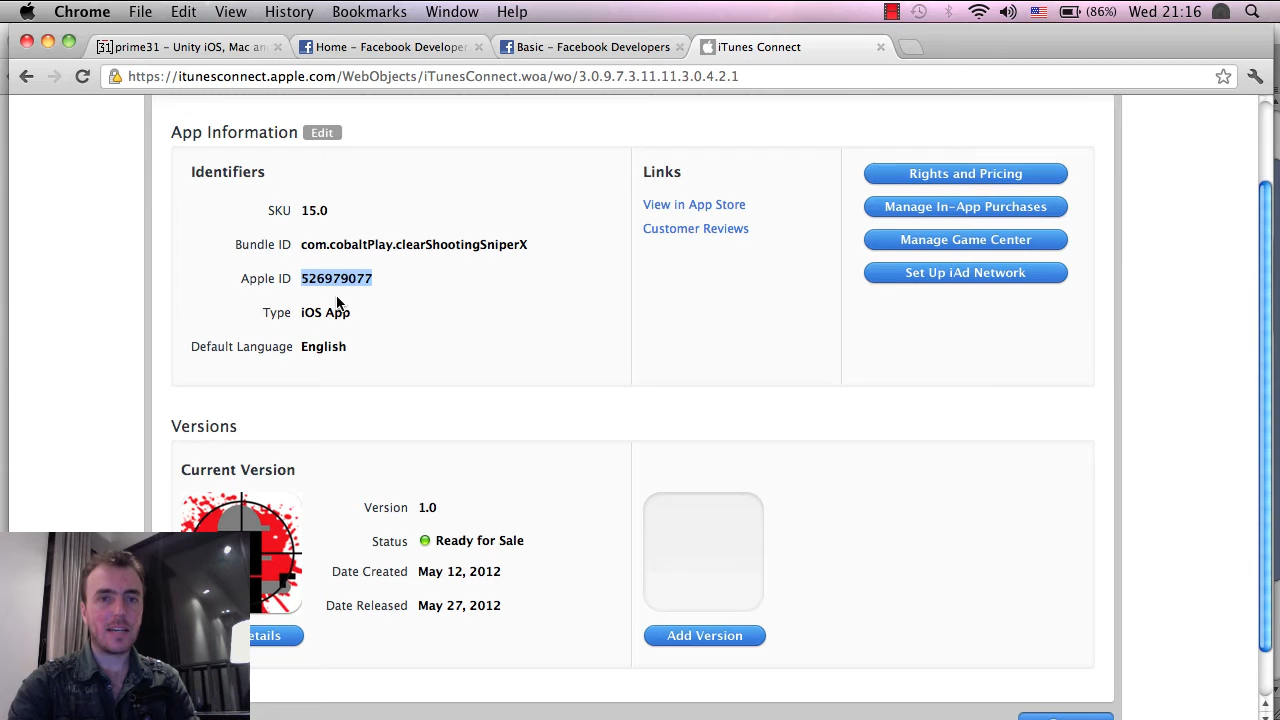 Chrome File Edit View History Bookmarks Window Help (86%) Wed 21:16
prime31 – Unity iOS, Mac an Home – Facebook Developer Basic – Facebook Developers iTunes Connect
https://itunesconnect.apple.com/WebObjects/iTunesConnect.woa/wo/3.0.9.7.3.11.11.3.0.4.2.1
App Information Edit
Identifiers Links Rights and Pricing
SKU 15.0 View in App Store Manage In-App Purchases
Bundle ID com.cobaltPlay.clearShootingSniperX Customer Reviews Manage Game Center
Apple ID 526979077 Set Up iAd Network
Type iOS App
Default Language English
Versions
Current Version
Version 1.0
Status Ready for Sale
Date Created May 12, 2012
Date Released May 27, 2012
etails Add Version